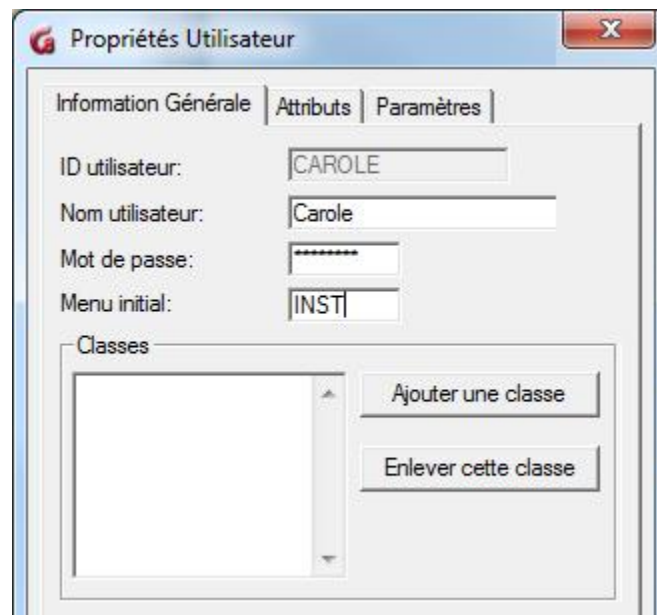 Propriétés Utilisateur
Information Générale Attributs Paramètres
ID utilisateur: CAROLE
Nom utilisateur: Carole
Mot de passe: ********
Menu initial: INST
Classes
Ajouter une classe
Enlever cette classe